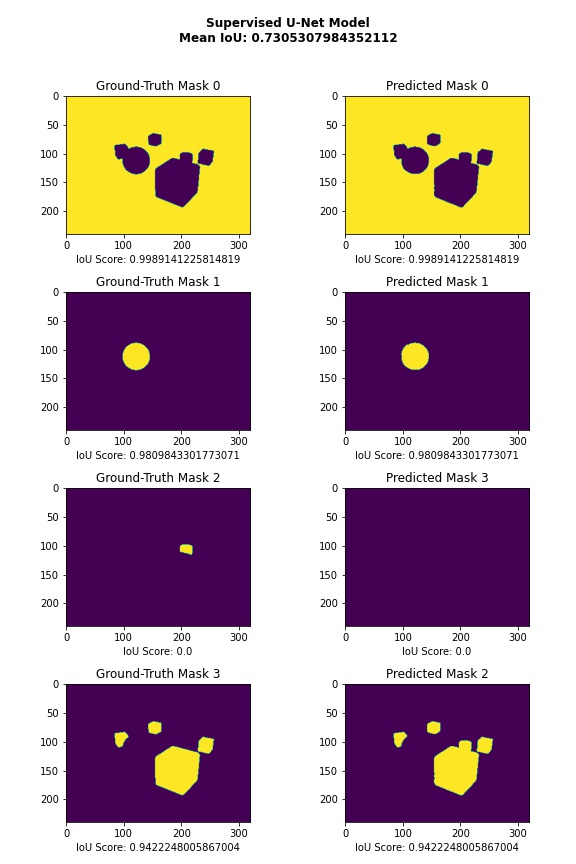 Supervised U-Net Model
Mean IoU: 0.7305307984352112
Ground-Truth Mask 0
Predicted Mask 0
0
50
100
150
200
0 100 200 300
IoU Score: 0.9989141225814819
0
50
100
150
200
0 100 200 300
IoU Score: 0.9989141225814819
Ground-Truth Mask 1
Predicted Mask 1
0
50
100
150
200
0 100 200 300
IoU Score: 0.9809843301773071
0
50
100
150
200
0 100 200 300
IoU Score: 0.9809843301773071
Ground-Truth Mask 2
Predicted Mask 3
0
50
100
150
200
0 100 200 300
IoU Score: 0.0
0
50
100
150
200
0 100 200 300
IoU Score: 0.0
Ground-Truth Mask 3
Predicted Mask 2
0
50
100
150
200
0 100 200 300
IoU Score: 0.9422248005867004
0
50
100
150
200
0 100 200 300
IoU Score: 0.9422248005867004